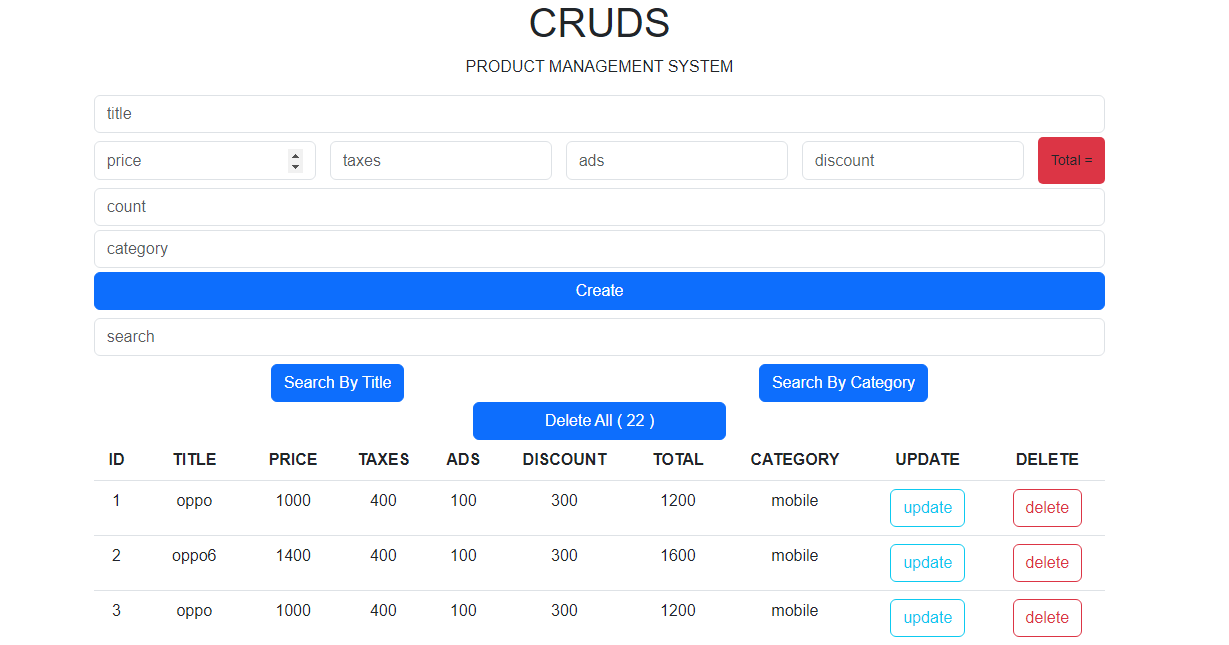 CRUDS
PRODUCT MANAGEMENT SYSTEM
title
price taxes ads discount Total =
count
category
Create
search
Search By Title Search By Category
Delete All ( 22 )
ID TITLE PRICE TAXES ADS DISCOUNT TOTAL CATEGORY UPDATE DELETE
1 oppo 1000 400 100 300 1200 mobile update delete
2 oppo6 1400 400 100 300 1600 mobile update delete
3 oppo 1000 400 100 300 1200 mobile update delete